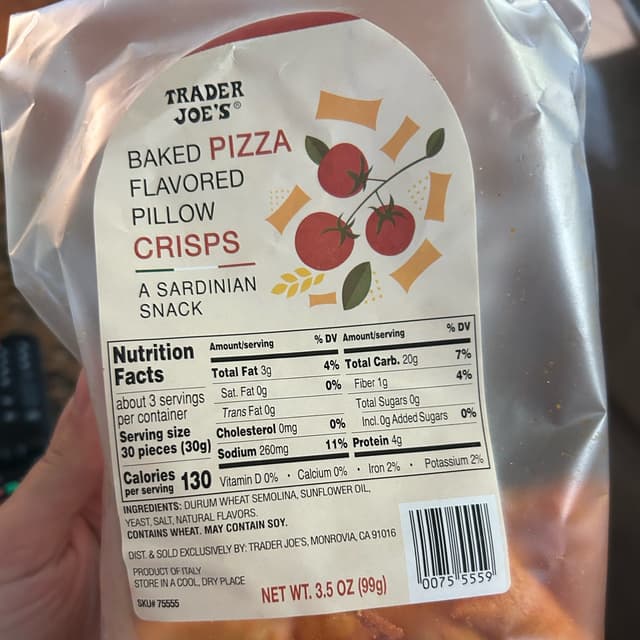 TRADER
JOE'S®
BAKED PIZZA
FLAVORED
PILLOW
CRISPS
A SARDINIAN
SNACK
Nutrition
Facts
about 3 servings
per container
Serving size
30 pieces (30g)
Calories
per serving 130
Amount/serving % DV
Total Fat 3g 4%
Sat. Fat 0g 0%
Trans Fat 0g
Cholesterol 0mg 0%
Sodium 260mg 11%
Amount/serving % DV
Total Carb. 20g 7%
Fiber 1g 4%
Total Sugars 0g
Incl. 0g Added Sugars 0%
Protein 4g
Vitamin D 0% • Calcium 0% • Iron 2% • Potassium 2%
INGREDIENTS: DURUM WHEAT SEMOLINA, SUNFLOWER OIL,
YEAST, SALT, NATURAL FLAVORS.
CONTAINS WHEAT. MAY CONTAIN SOY.
DIST. & SOLD EXCLUSIVELY BY: TRADER JOE'S, MONROVIA, CA 91016
PRODUCT OF ITALY
STORE IN A COOL, DRY PLACE
SKU# 75555
NET WT. 3.5 OZ (99g)
0075 5559